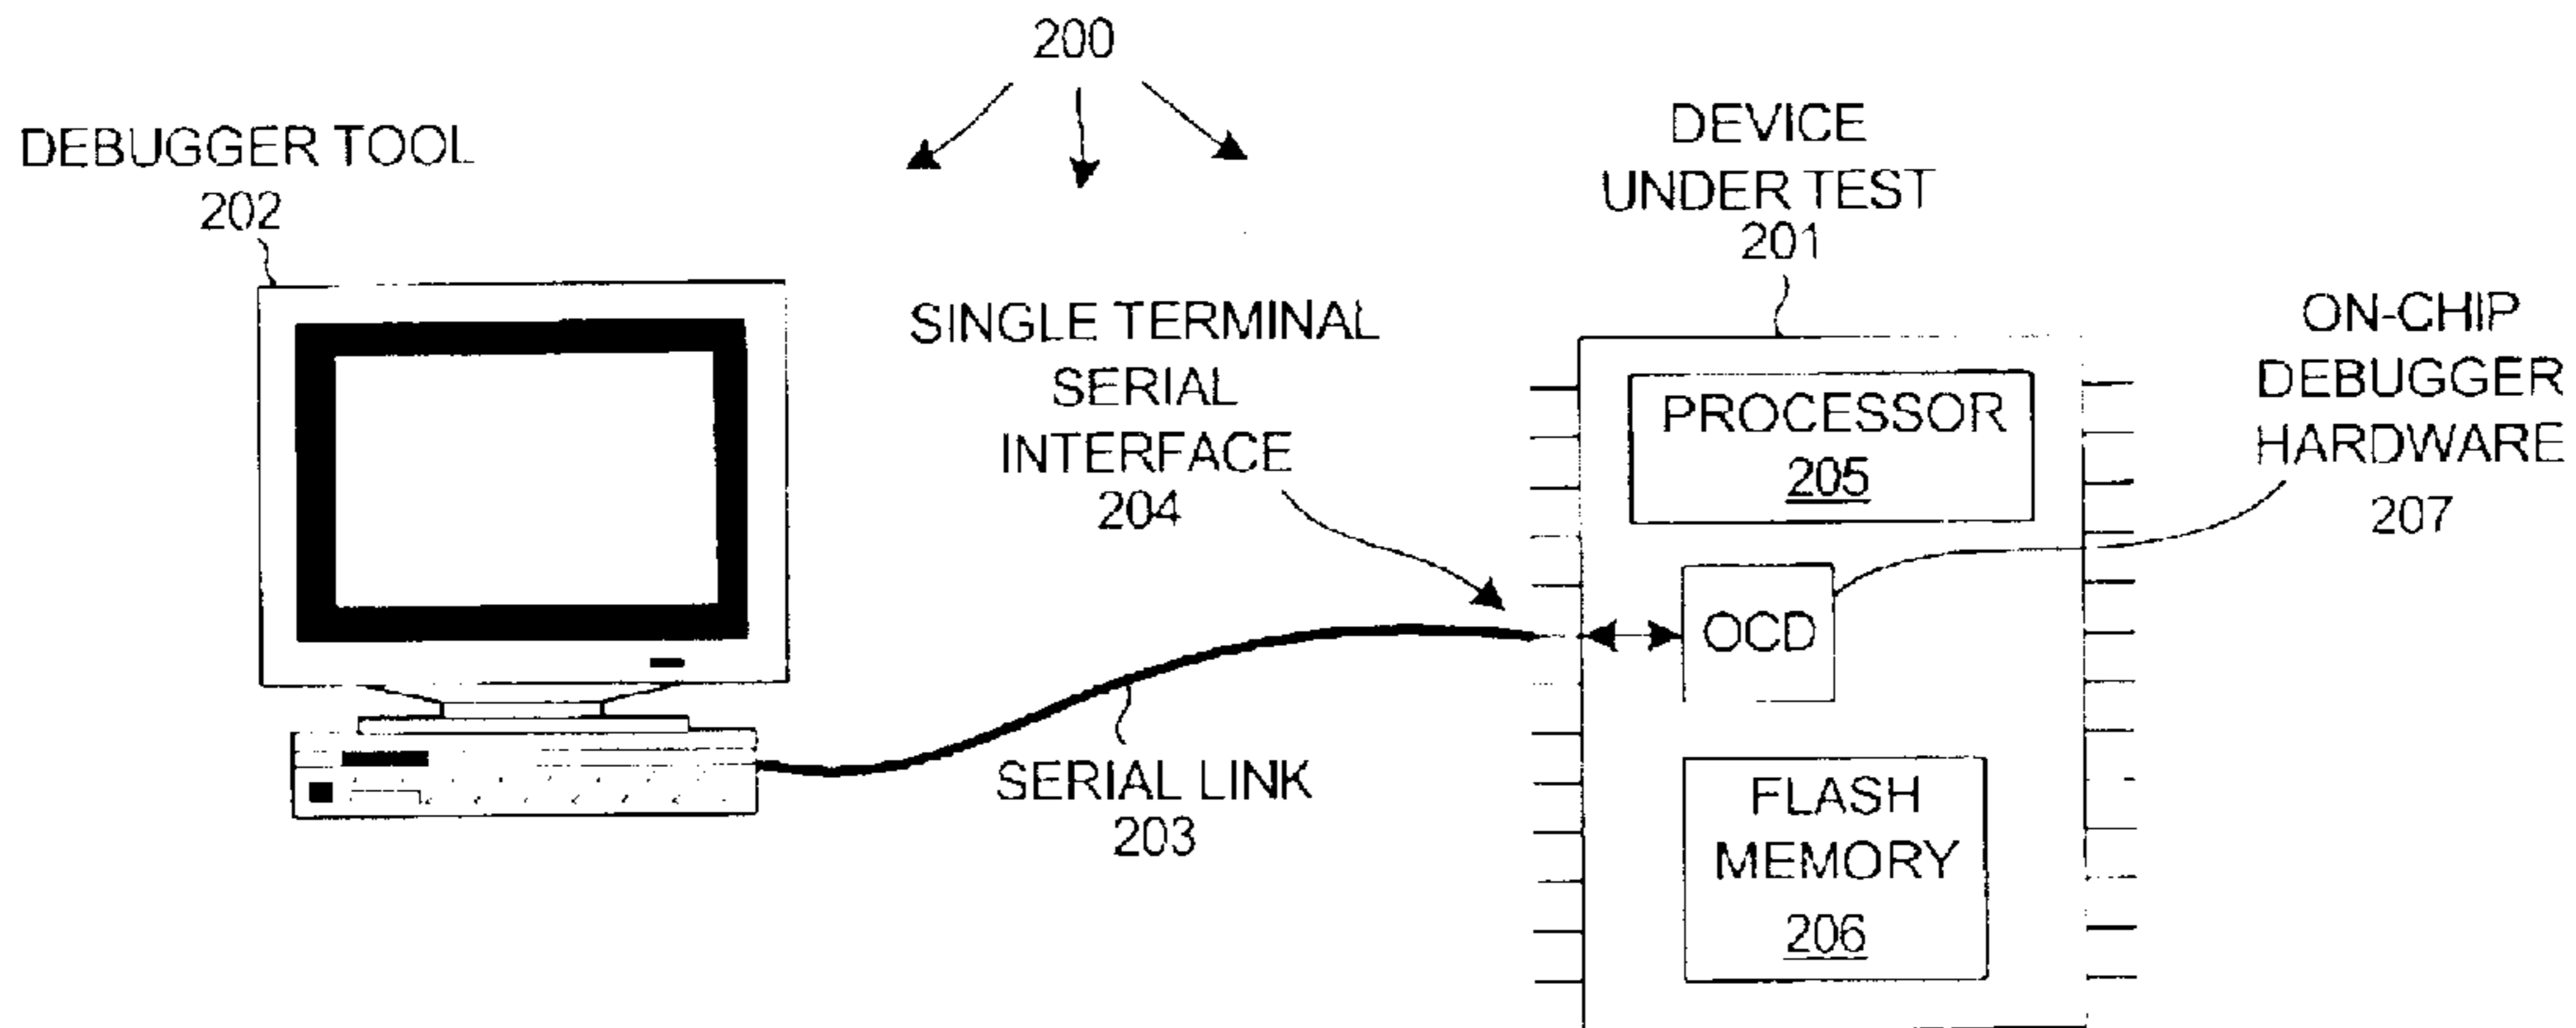 200
DEBUGGER TOOL
202
DEVICE
UNDER TEST
201
SINGLE TERMINAL
SERIAL
INTERFACE
204
ON-CHIP
DEBUGGER
HARDWARE
207
PROCESSOR
205
OCD
SERIAL LINK
203
FLASH
MEMORY
206